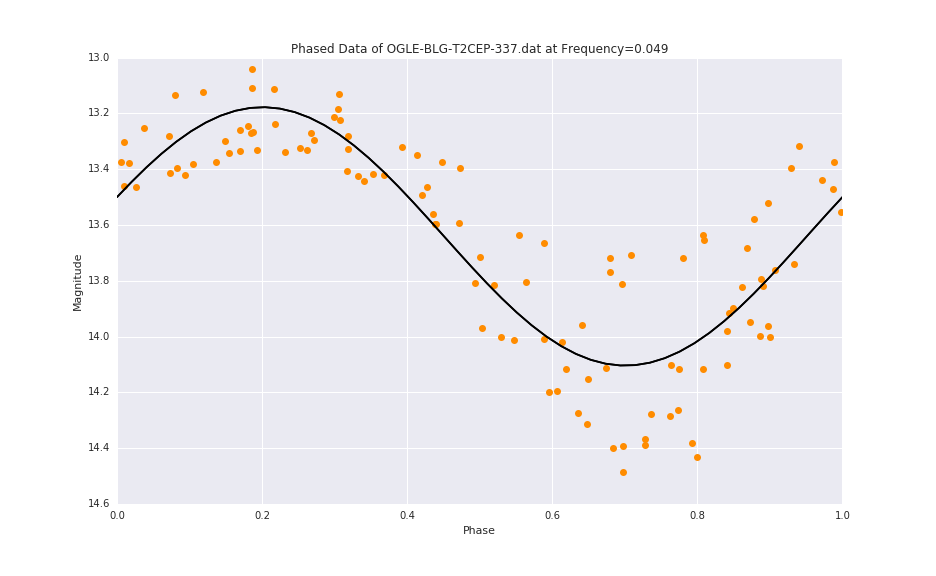 Phased Data of OGLE-BLG-T2CEP-337.dat at Frequency=0.049
13.0
13.2
13.4
13.6
13.8
14.0
14.2
14.4
14.6
Magnitude
0.0 0.2 0.4 0.6 0.8 1.0
Phase